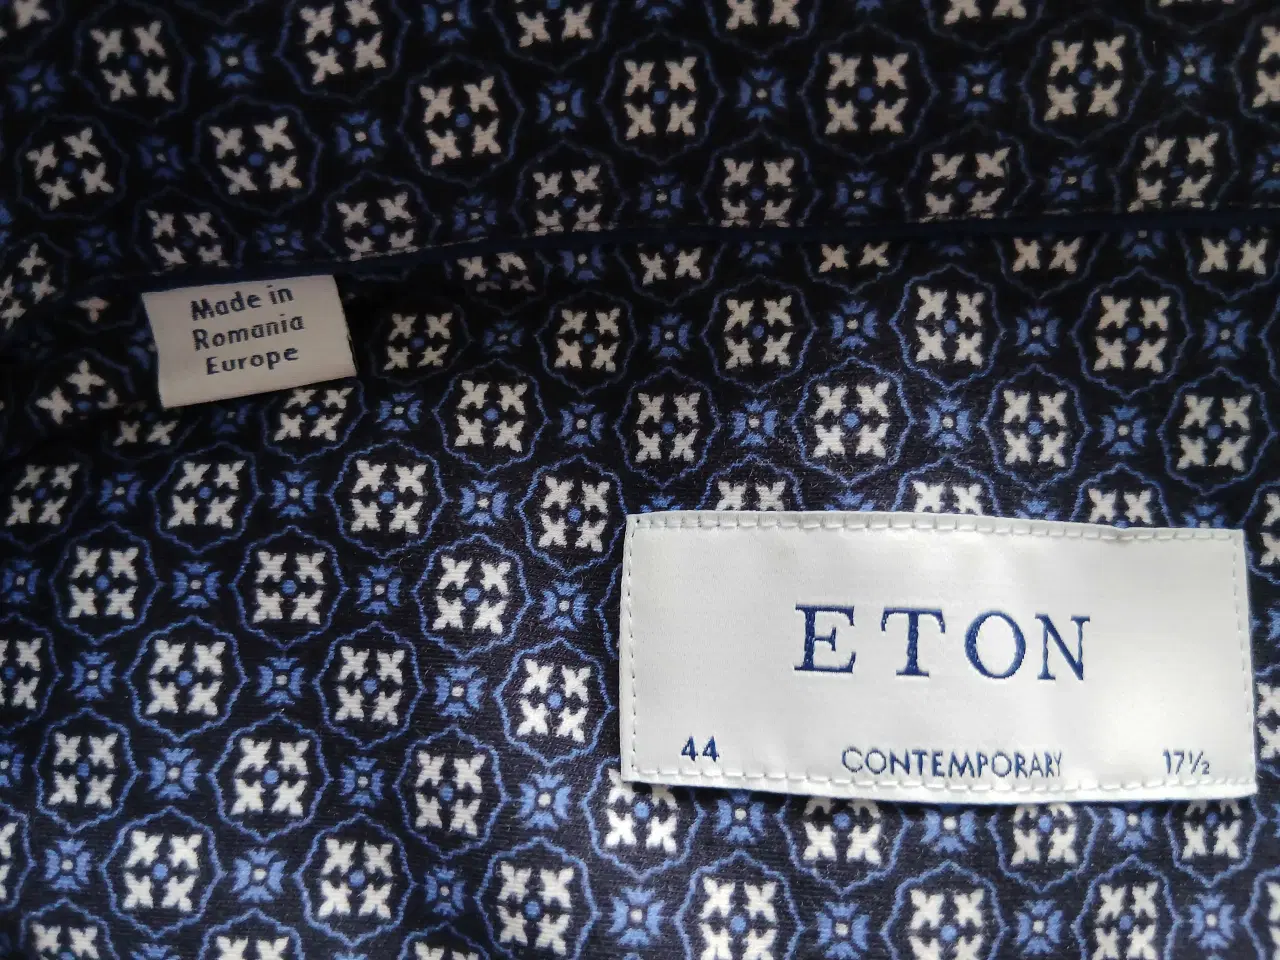 Made in
Romania
Europe
ETON
44 CONTEMPORARY 17½